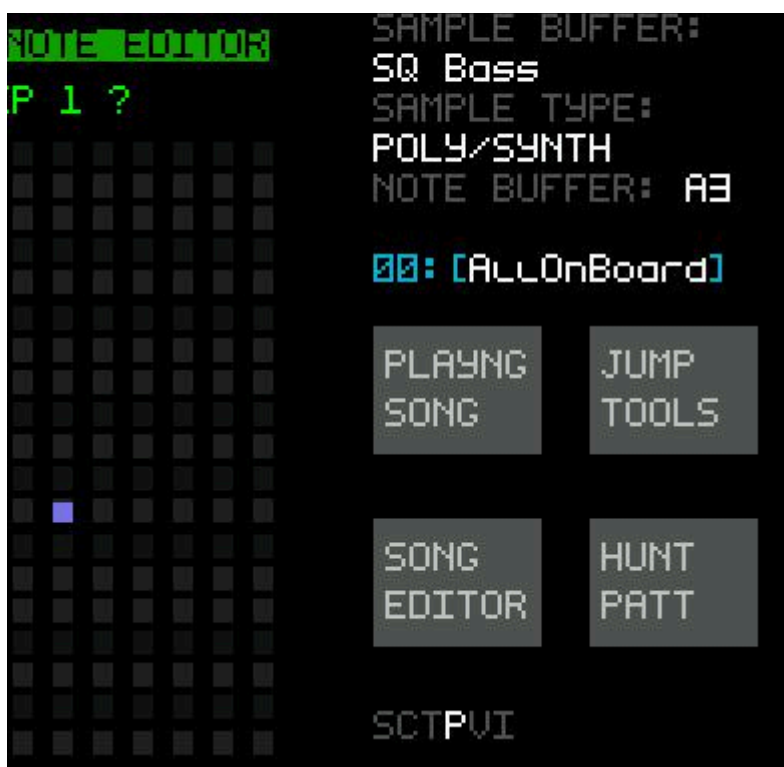 NOTE EDITOR
P 1 ?
SAMPLE BUFFER:
SQ Bass
SAMPLE TYPE:
POLY/SYNTH
NOTE BUFFER: A3
00:[ALLOnBoard]
PLAYNG
SONG
JUMP
TOOLS
SONG
EDITOR
HUNT
PATT
SCTPVI